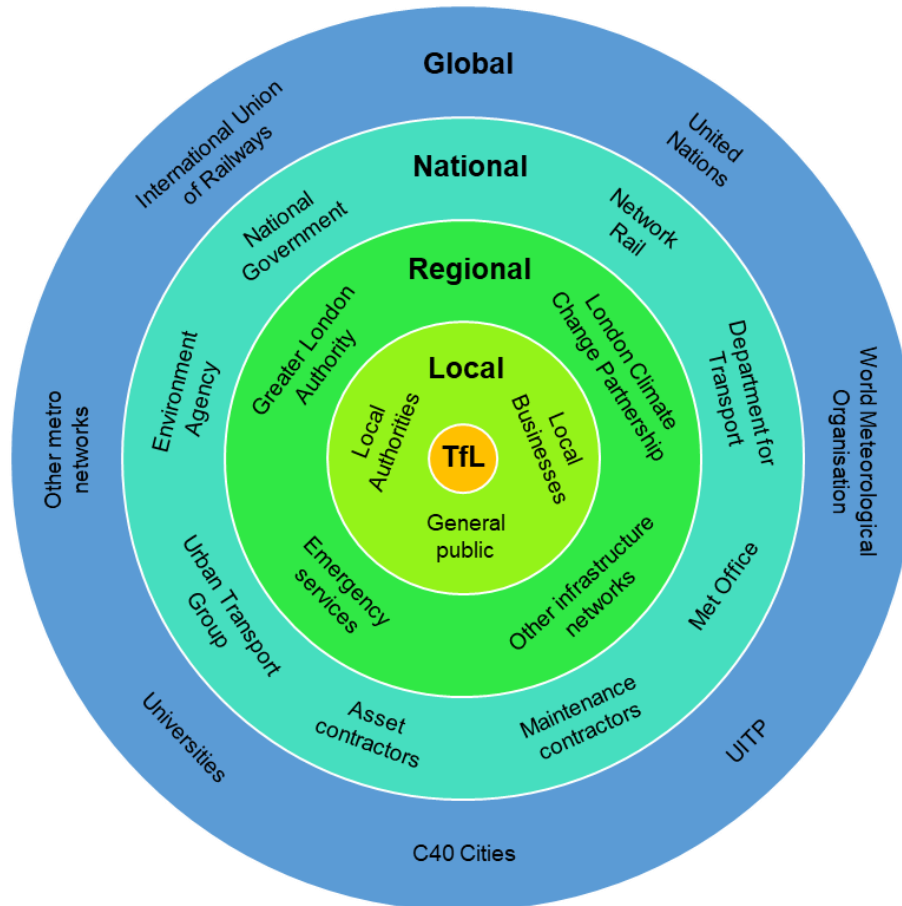 Global
International Union
of Railways
United
Nations
World Meteorological
Organisation
UITP
C40 Cities
Universities
Other metro
networks
National
National
Government
Network
Rail
Department for
Transport
Met Office
Maintenance
contractors
Asset
contractors
Urban Transport
Group
Environment
Agency
Regional
Greater London
Authority
London Climate
Change Partnership
Other infrastructure
networks
Emergency
services
Local
Local
Authorities
Local
Businesses
General
public
TfL